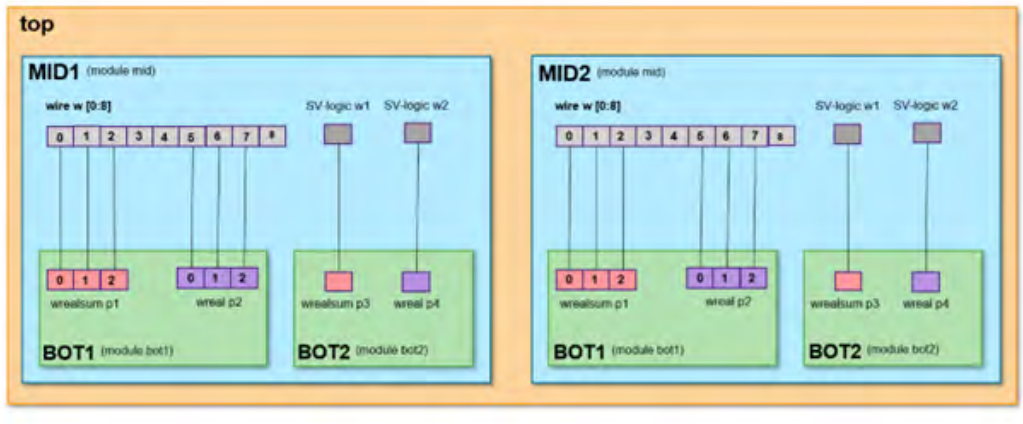 top
MID1 (module mid)
wire w [0:8]
SV-logic w1
SV-logic w2
0 1 2 3 4 5 6 7 8
0 1 2
wrealsum p1
0 1 2
wreal p2
wrealsum p3
wreal p4
BOT1 (module bot1)
BOT2 (module bot2)
MID2 (module mid)
wire w [0:8]
SV-logic w1
SV-logic w2
0 1 2 3 4 5 6 7 8
0 1 2
wrealsum p1
0 1 2
wreal p2
wrealsum p3
wreal p4
BOT1 (module bot1)
BOT2 (module bot2)